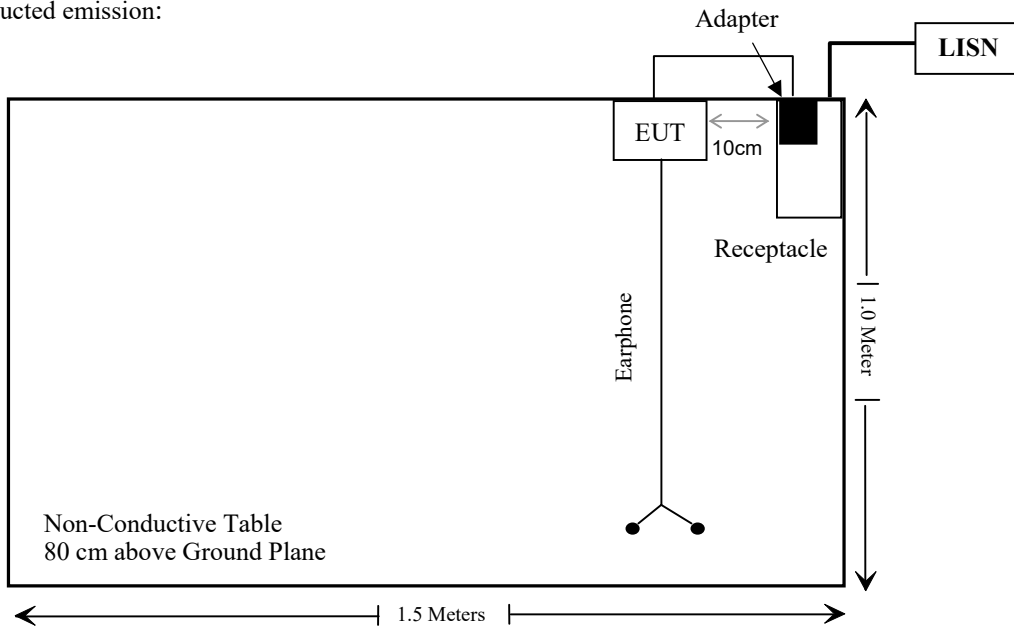 ucted emission:
Adapter
LISN
EUT
10cm
Receptacle
Earphone
1.0 Meter
Non-Conductive Table
80 cm above Ground Plane
1.5 Meters